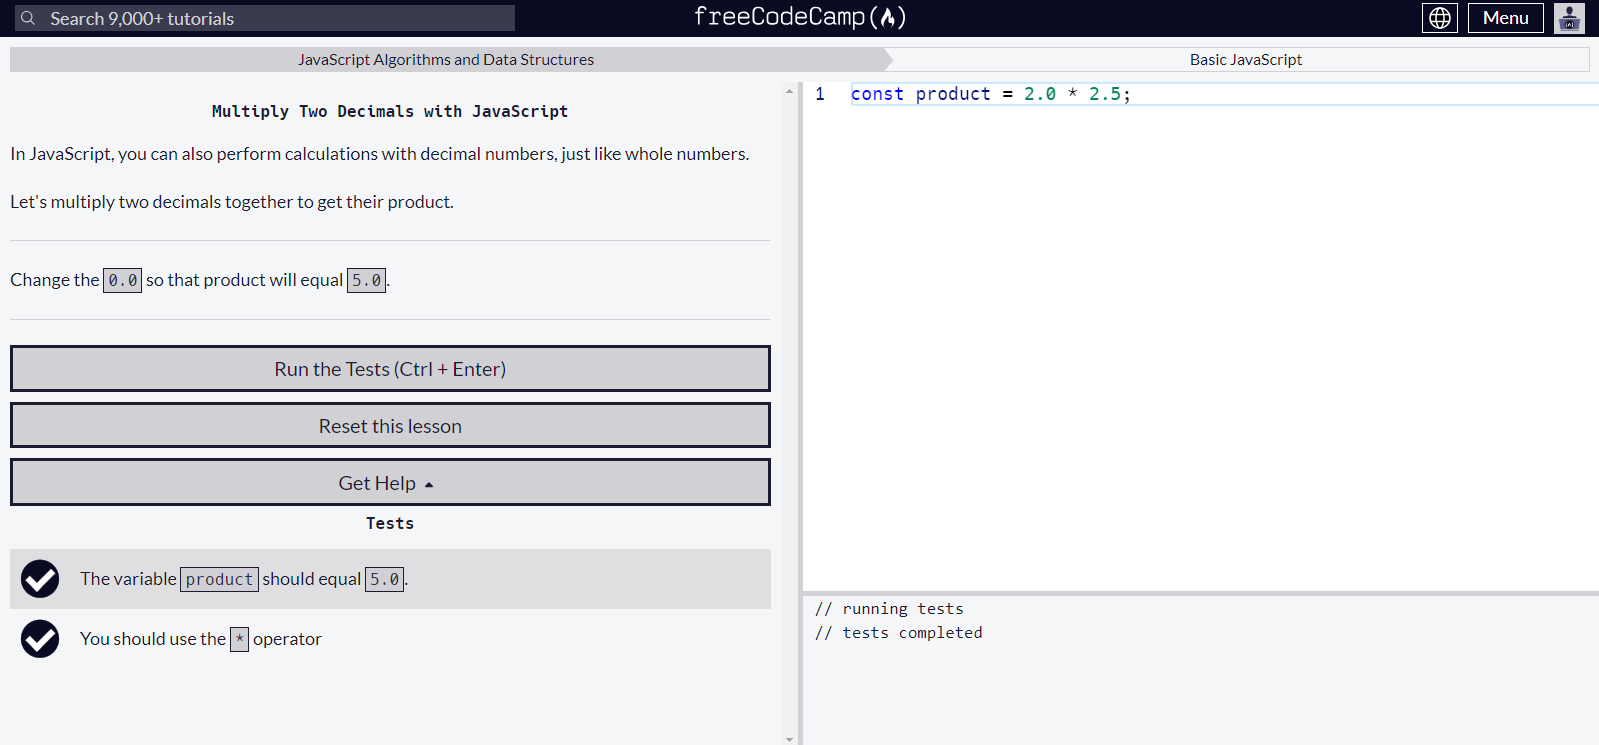 Search 9,000+ tutorials
freeCodeCamp(🔥)
Menu
JavaScript Algorithms and Data Structures
Basic JavaScript
Multiply Two Decimals with JavaScript
In JavaScript, you can also perform calculations with decimal numbers, just like whole numbers.
Let's multiply two decimals together to get their product.
Change the 0.0 so that product will equal 5.0.
Run the Tests (Ctrl + Enter)
Reset this lesson
Get Help
Tests
The variable product should equal 5.0.
You should use the * operator
1 const product = 2.0 * 2.5;
// running tests
// tests completed